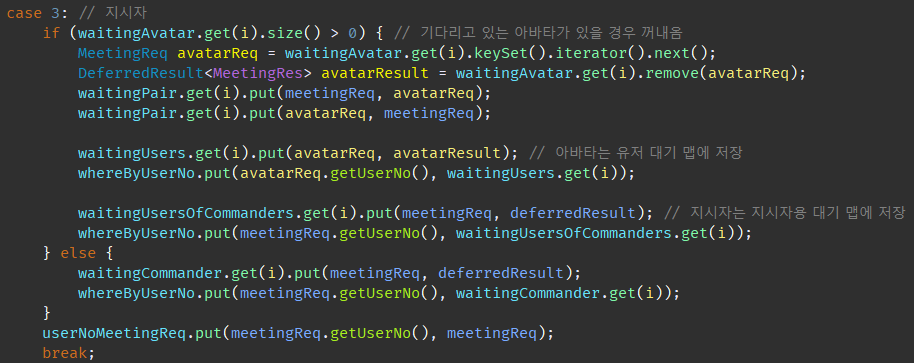 case 3: // 지시자
if (waitingAvatar.get(i).size() > 0) { // 기다리고 있는 아바타가 있을 경우 꺼내옴
MeetingReq avatarReq = waitingAvatar.get(i).keySet().iterator().next();
DeferredResult<MeetingRes> avatarResult = waitingAvatar.get(i).remove(avatarReq);
waitingPair.get(i).put(meetingReq, avatarReq);
waitingPair.get(i).put(avatarReq, meetingReq);
waitingUsers.get(i).put(avatarReq, avatarResult); // 아바타는 유저 대기 맵에 저장
whereByUserNo.put(avatarReq.getUserNo(), waitingUsers.get(i));
waitingUsersOfCommanders.get(i).put(meetingReq, deferredResult); // 지시자는 지시자용 대기 맵에 저장
whereByUserNo.put(meetingReq.getUserNo(), waitingUsersOfCommanders.get(i));
} else {
waitingCommander.get(i).put(meetingReq, deferredResult);
whereByUserNo.put(meetingReq.getUserNo(), waitingCommander.get(i));
}
userNoMeetingReq.put(meetingReq.getUserNo(), meetingReq);
break;